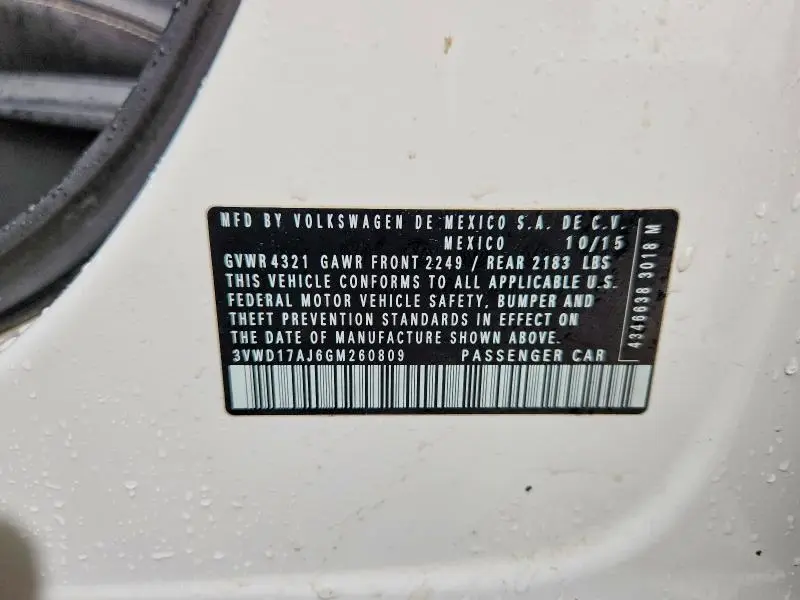 MFD BY VOLKSWAGEN DE MEXICO S.A. DE C.V.
MEXICO 10/15
GVWR 4321 GAWR FRONT 2249 / REAR 2183 LBS
THIS VEHICLE CONFORMS TO ALL APPLICABLE U.S.
FEDERAL MOTOR VEHICLE SAFETY, BUMPER AND
THEFT PREVENTION STANDARDS IN EFFECT ON
THE DATE OF MANUFACTURE SHOWN ABOVE.
3VWD17AJ6GM260809 PASSENGER CAR
4346638 3018 M